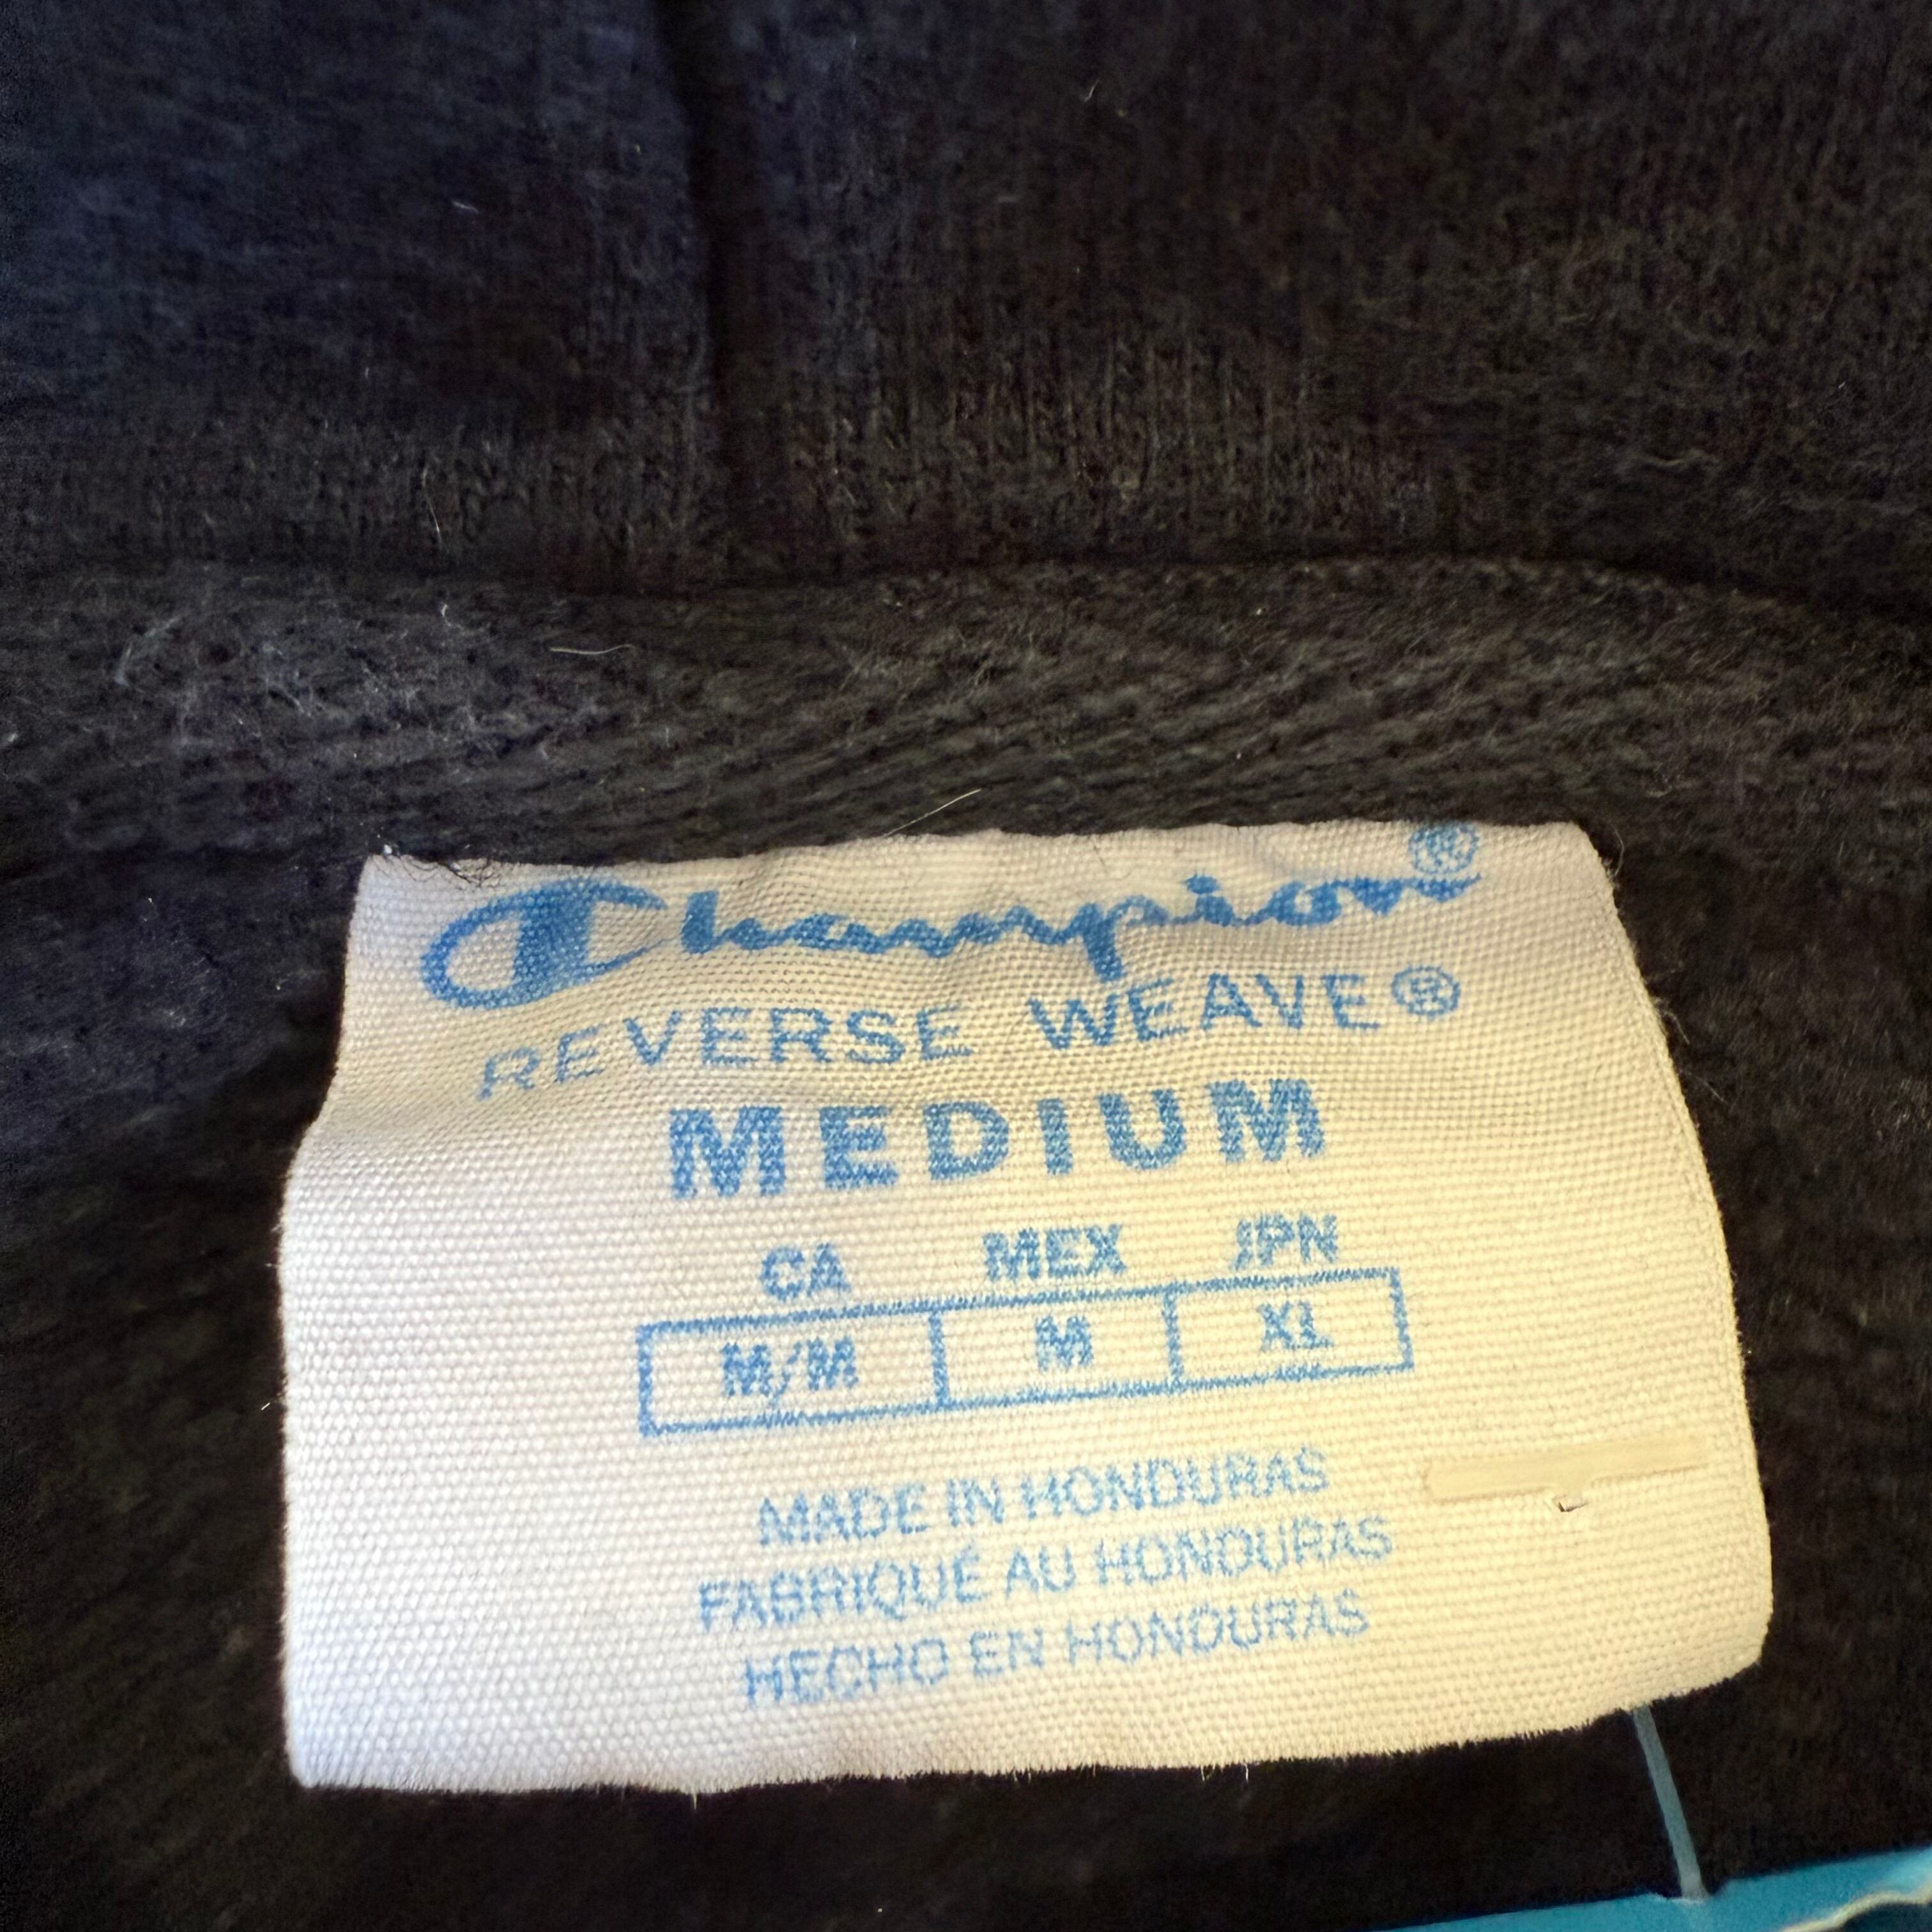 Champion®
REVERSE WEAVE®
MEDIUM
CA MEX JPN
M/M M XL
MADE IN HONDURAS
FABRIQUÉ AU HONDURAS
HECHO EN HONDURAS